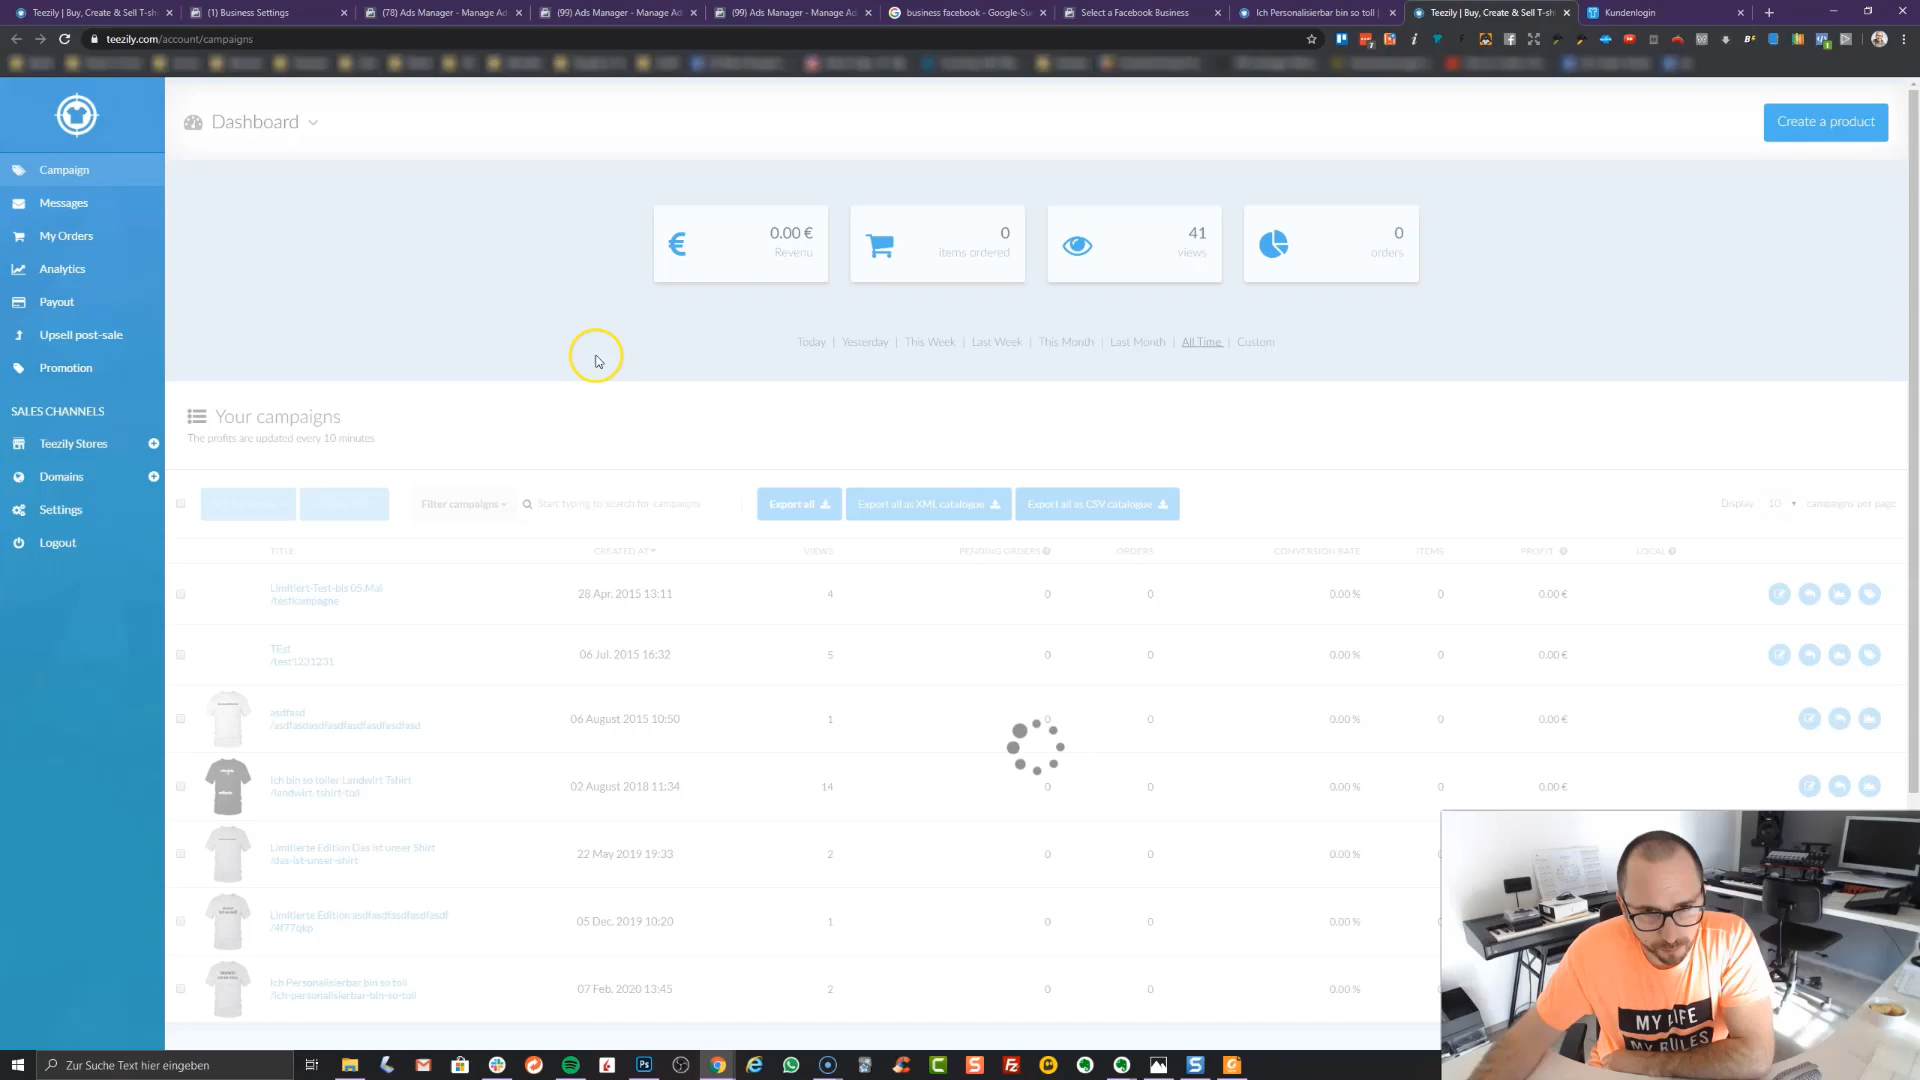 Teezily | Buy, Create & Sell T-sh
(1) Business Settings
(78) Ads Manager - Manage Ad
(99) Ads Manager - Manage Ad
(99) Ads Manager - Manage Ad
business facebook - Google-Su
Select a Facebook Business
Ich Personalisierbar bin so toll |
Teezily | Buy, Create & Sell T-sh
Kundenlogin
teezily.com/account/campaigns
Dashboard
Create a product
Campaign
Messages
My Orders
Analytics
Payout
Upsell post-sale
Promotion
SALES CHANNELS
Teezily Stores
Domains
Settings
Logout
0.00 €
Revenu
0
items ordered
41
views
0
orders
Today | Yesterday | This Week | Last Week | This Month | Last Month | All Time | Custom
Your campaigns
The profits are updated every 10 minutes
Filter campaigns
Start typing to search for campaigns
Export all
Export all as XML catalogue
Export all as CSV catalogue
Display 10 campaigns per page
TITLE CREATED AT VIEWS PENDING ORDERS ORDERS CONVERSION RATE ITEMS PROFIT LOCAL
Limitiert-Test-bis 05.Mai
/testkampagne
28 Apr. 2015 13:11 4 0 0 0.00 % 0 0.00 €
TEst
/test1231231
06 Jul. 2015 16:32 5 0 0 0.00 % 0 0.00 €
asdfasd
/asdfasdasdfasdfasdfasdfasdfasd
06 August 2015 10:50 1 0 0 0.00 % 0 0.00 €
Ich bin so toller Landwirt Tshirt
/landwirt-tshirt-toll
02 August 2018 11:34 14 0 0 0.00 % 0 0.00 €
Limitierte Edition Das ist unser Shirt
/das-ist-unser-shirt
22 May 2019 19:33 2 0 0 0.00 %
Limitierte Edition asdfasdfasdfasdfasdf
/4f77qkp
05 Dec. 2019 10:20 1 0 0 0.00 %
Ich Personalisierbar bin so toll
/ich-personalisierbar-bin-so-toll
07 Feb. 2020 13:45 2 0 0 0.00 %
MY LIFE
MY RULES
Zur Suche Text hier eingeben